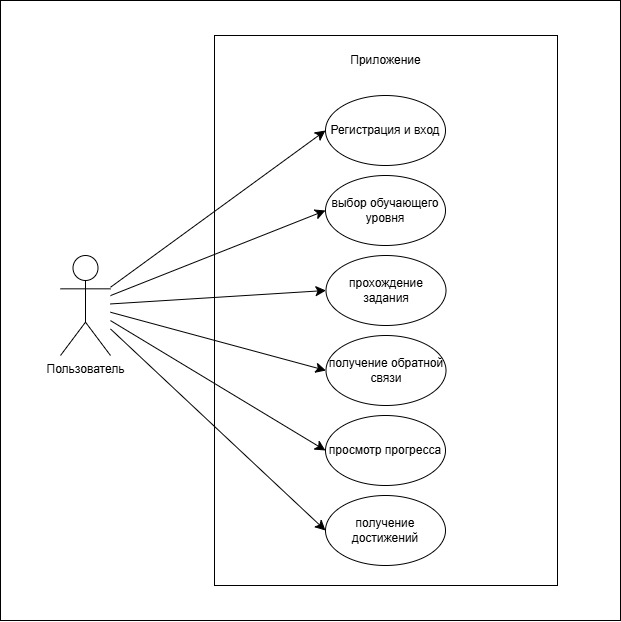 Приложение
Регистрация и вход
выбор обучающего
уровня
прохождение
задания
получение обратной
связи
Пользователь
просмотр прогресса
получение
достижений